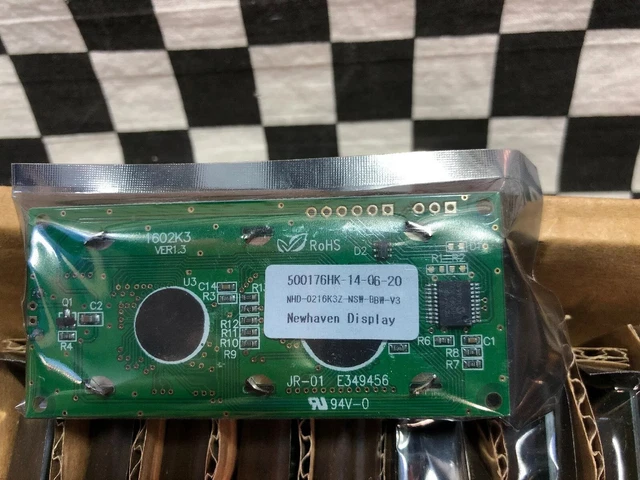 1602K3
VER1.3
RoHS
D2
R1
R2
U3
C14
R3
500176HK-14-06-20
NHD-0216K3Z-NSW-BBW-V3
Newhaven Display
Q1
C2
R4
R12
R11
R10
R9
R6
C1
R8
R7
JR-01 E349456
94V-0